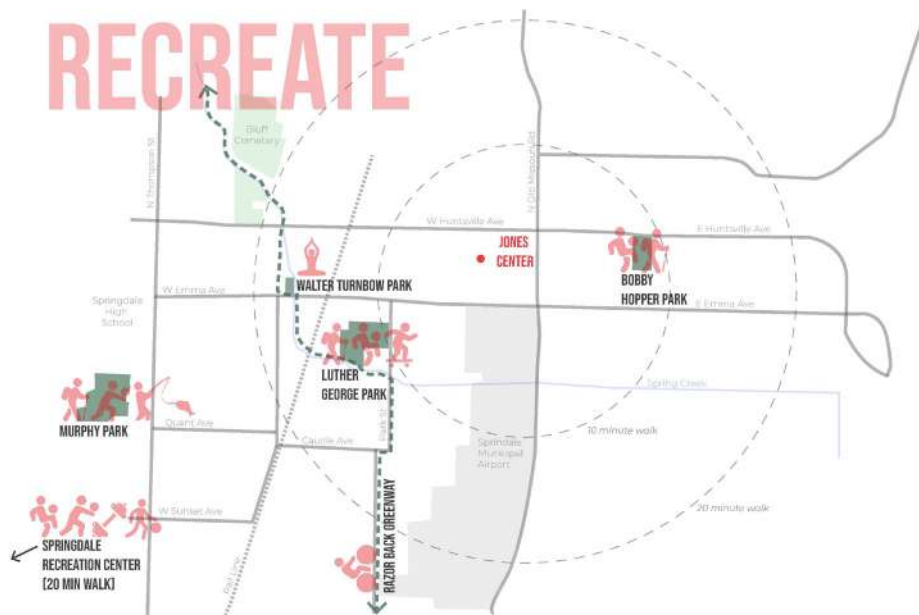 RECREATE
Bluff
Cemetery
N Thompson St
N Old Missouri Rd
W Huntsville Ave
E Huntsville Ave
JONES
CENTER
WALTER TURNBOW PARK
BOBBY
HOPPER PARK
W Emma Ave
E Emma Ave
Springdale
High
School
LUTHER
GEORGE PARK
Spring Creek
MURPHY PARK
Quant Ave
Park St
Caudle Ave
10 minute walk
Municipal
Airport
W Sunset Ave
20 minute walk
SPRINGDALE
RECREATION CENTER
[20 MIN WALK]
Rail Line
RAZOR BACK GREENWAY